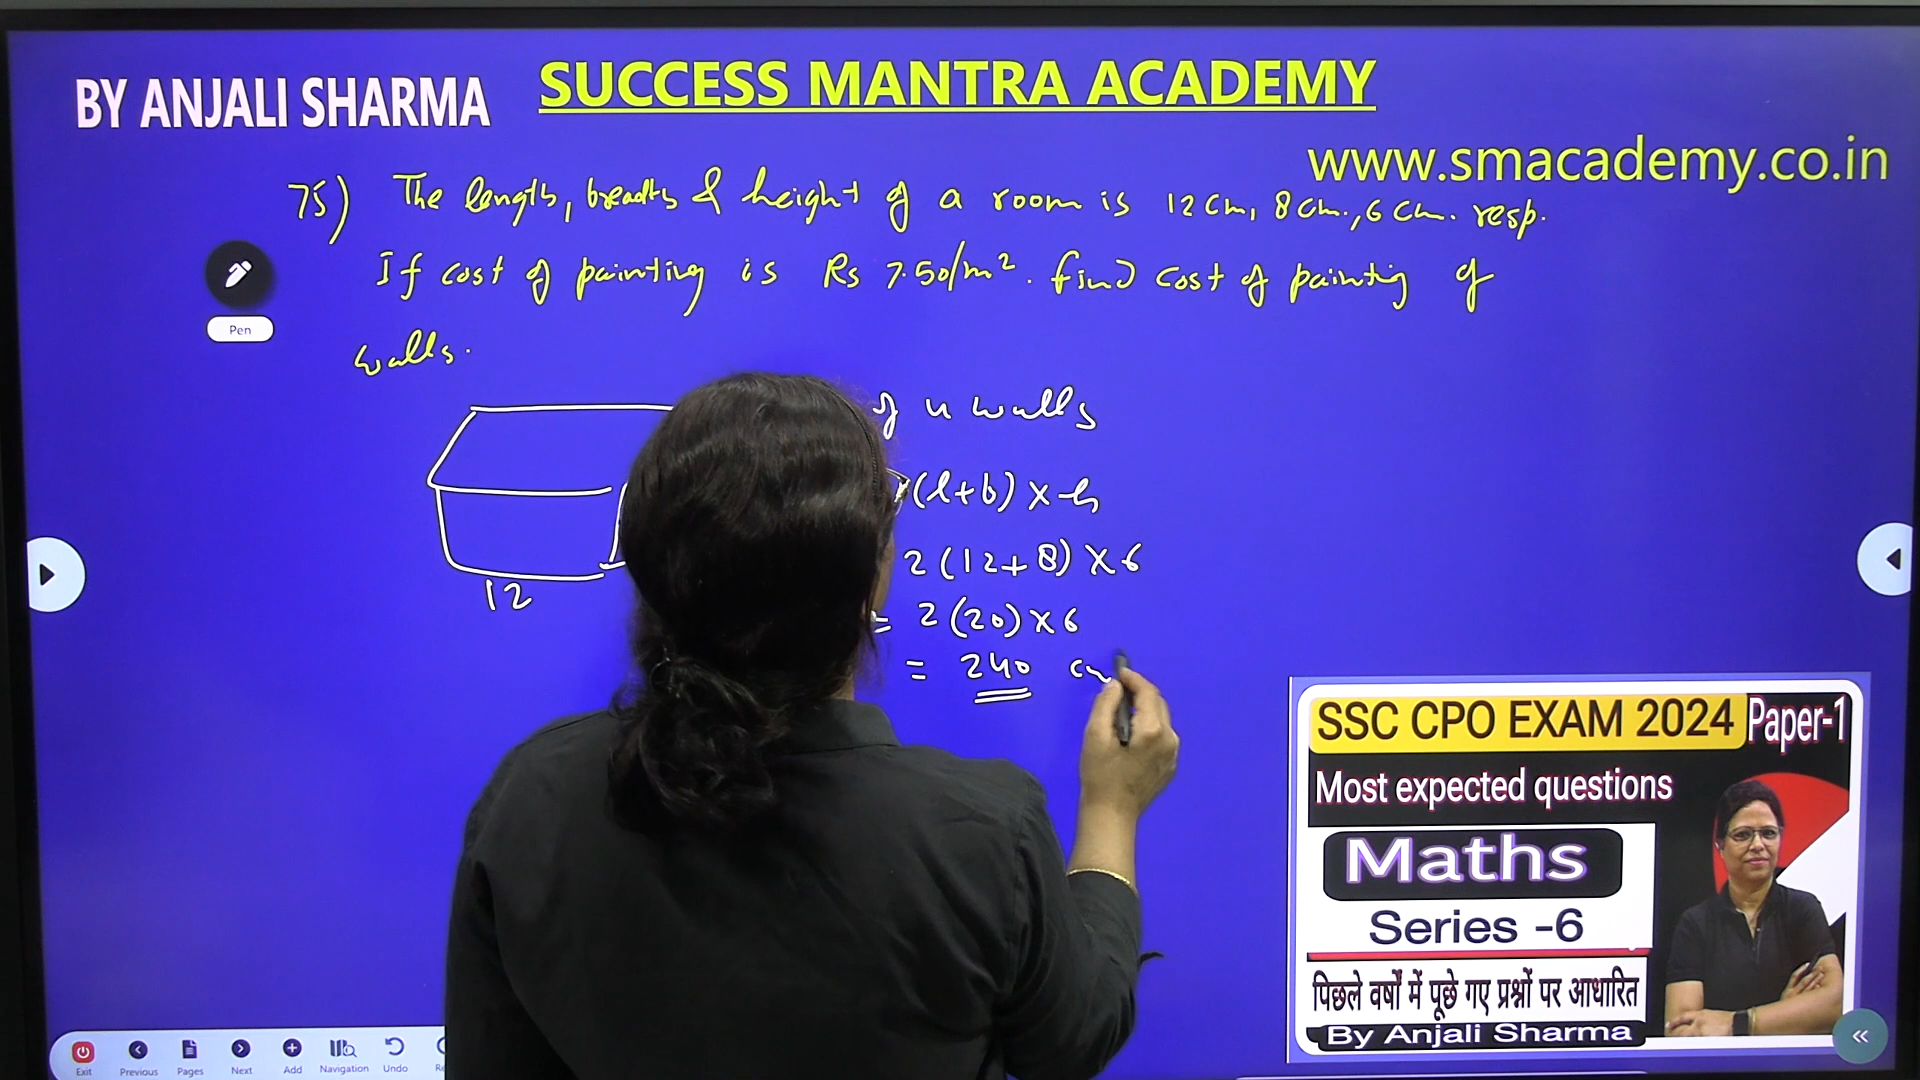 BY ANJALI SHARMA
SUCCESS MANTRA ACADEMY
www.smacademy.co.in
75) The length, breadth & height of a room is 12 cm, 8 cm., 6 cm. resp.
If cost of painting is Rs 7.50/m². find cost of painting of
walls.
Pen
of 4 walls
(l+b) × h
2 (12+8) × 6
= 2 (20) × 6
= 240 cm
12
SSC CPO EXAM 2024 Paper-1
Most expected questions
Maths
Series -6
पिछले वर्षों में पूछे गए प्रश्नों पर आधारित
By Anjali Sharma
Exit Previous Pages Next Add Navigation Undo